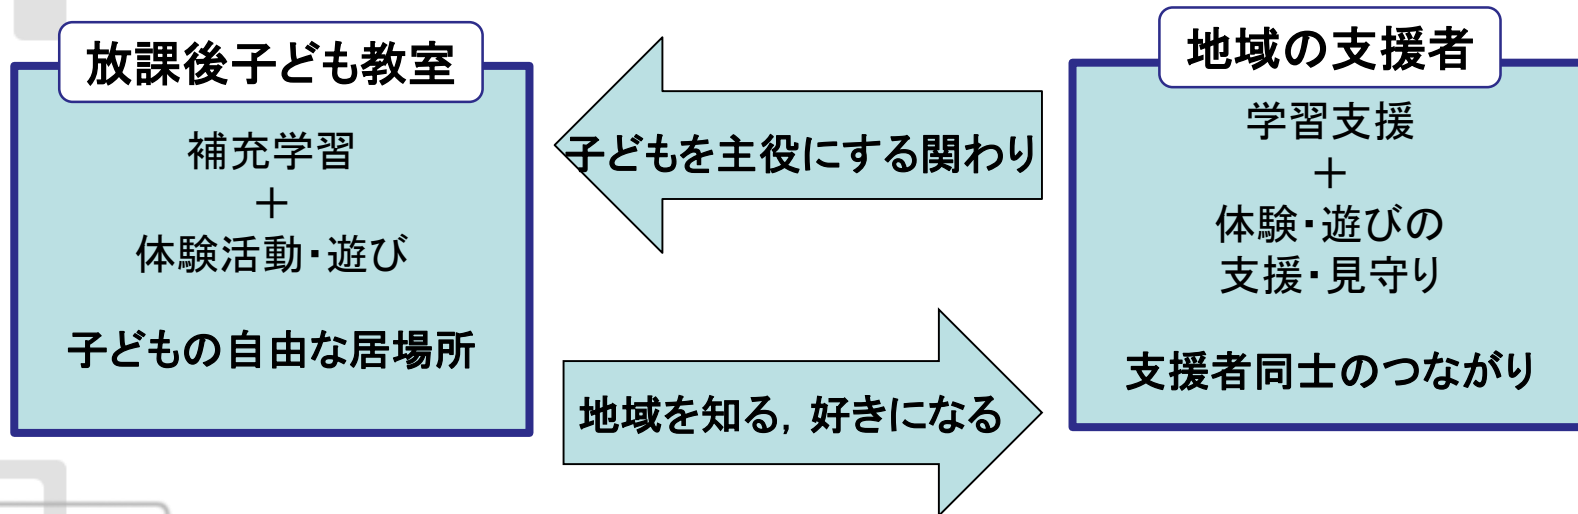 放課後子ども教室
補充学習
＋
体験活動・遊び
子どもの自由な居場所
子どもを主役にする関わり
地域を知る，好きになる
地域の支援者
学習支援
＋
体験・遊びの
支援・見守り
支援者同士のつながり